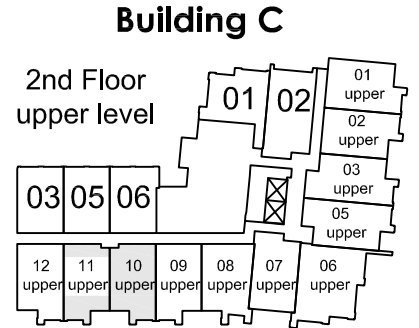 Building C
2nd Floor
upper level
01
02
01
upper
02
upper
03
upper
05
upper
03
05
06
12
upper
11
upper
10
upper
09
upper
08
upper
07
upper
06
upper